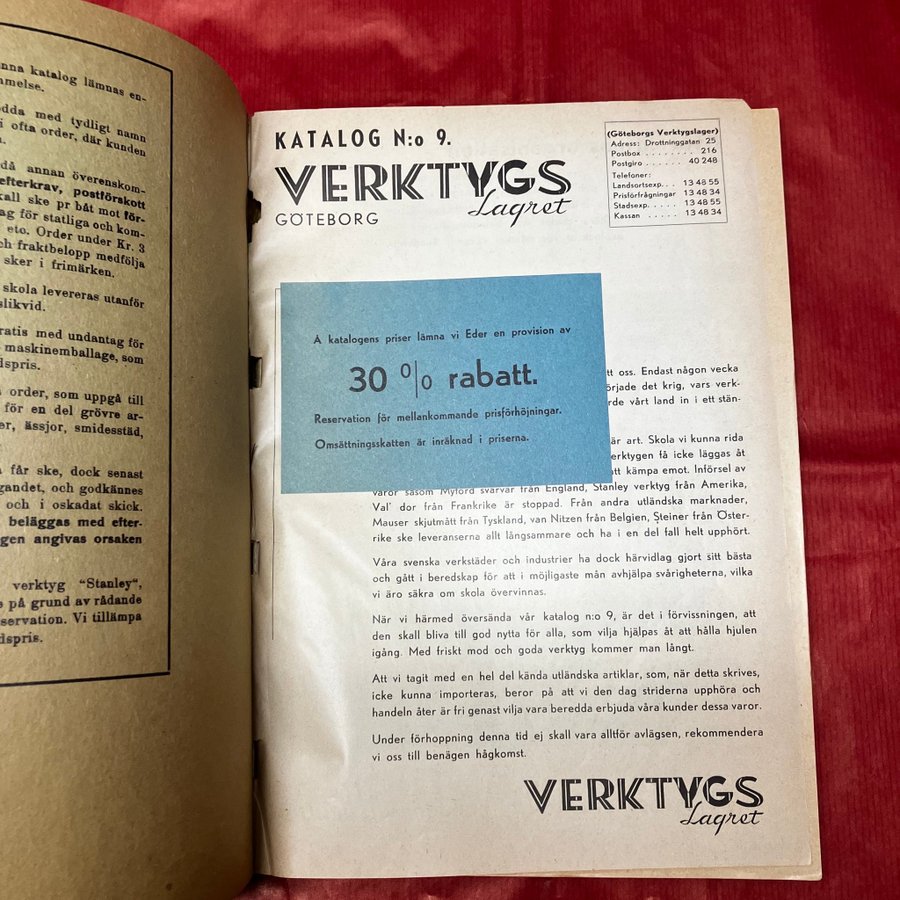 nna katalog lämnas en-
melse.
dda med tydligt namn
i ofta order, där kunden
n.
då annan överenskom-
efterkrav, postförskott
kall ske pr båt mot för-
ag för statliga och kom-
etc. Order under Kr. 3
ch fraktbelopp medfölja
sker i frimärken.
skola levereras utanför
slikvid.
ratis med undantag för
maskinemballage, som
dspris.
order, som uppgå till
för en del grövre ar-
er, ässjor, smidesstäd,
får ske, dock senast
gandet, och godkännes
och i oskadat skick.
beläggas med efter-
gen angivas orsaken
verktyg "Stanley",
e på grund av rådande
servation. Vi tillämpa
dspris.
KATALOG N:o 9.
VERKTYGS
Lagret
GÖTEBORG
(Göteborgs Verktygslager)
Adress: Drottninggatan 25
Postbox . . . . . . . . 216
Postgiro . . . . . . 40 248
Telefoner:
Landsortsexp. . . 13 48 55
Prisförfrågningar 13 48 34
Stadsexp. . . . . . 13 48 55
Kassan . . . . . 13 48 34
Å katalogens priser lämna vi Eder en provision av
30 % rabatt.
Reservation för mellankommande prisförhöjningar.
Omsättningsskatten är inräknad i priserna.
tt oss. Endast någon vecka
örjade det krig, vars verk-
rde vårt land in i ett stän-
är art. Skola vi kunna rida
erktygen få icke läggas åt
tt kämpa emot. Införsel av
varor såsom Myford svarvar från England, Stanley verktyg från Amerika,
Val' dor från Frankrike är stoppad. Från andra utländska marknader,
Mauser skjutmått från Tyskland, van Nitzen från Belgien, Steiner från Öster-
rike ske leveranserna allt långsammare och ha i en del fall helt upphört.
Våra svenska verkstäder och industrier ha dock härvidlag gjort sitt bästa
och gått i beredskap för att i möjligaste mån avhjälpa svårigheterna, vilka
vi äro säkra om skola övervinnas.
När vi härmed översända vår katalog n:o 9, är det i förvissningen, att
den skall bliva till god nytta för alla, som vilja hjälpas åt att hålla hjulen
igång. Med friskt mod och goda verktyg kommer man långt.
Att vi tagit med en hel del kända utländska artiklar, som, när detta skrives,
icke kunna importeras, beror på att vi den dag striderna upphöra och
handeln åter är fri genast vilja vara beredda erbjuda våra kunder dessa varor.
Under förhoppning denna tid ej skall vara alltför avlägsen, rekommendera
vi oss till benägen hågkomst.
VERKTYGS
Lagret